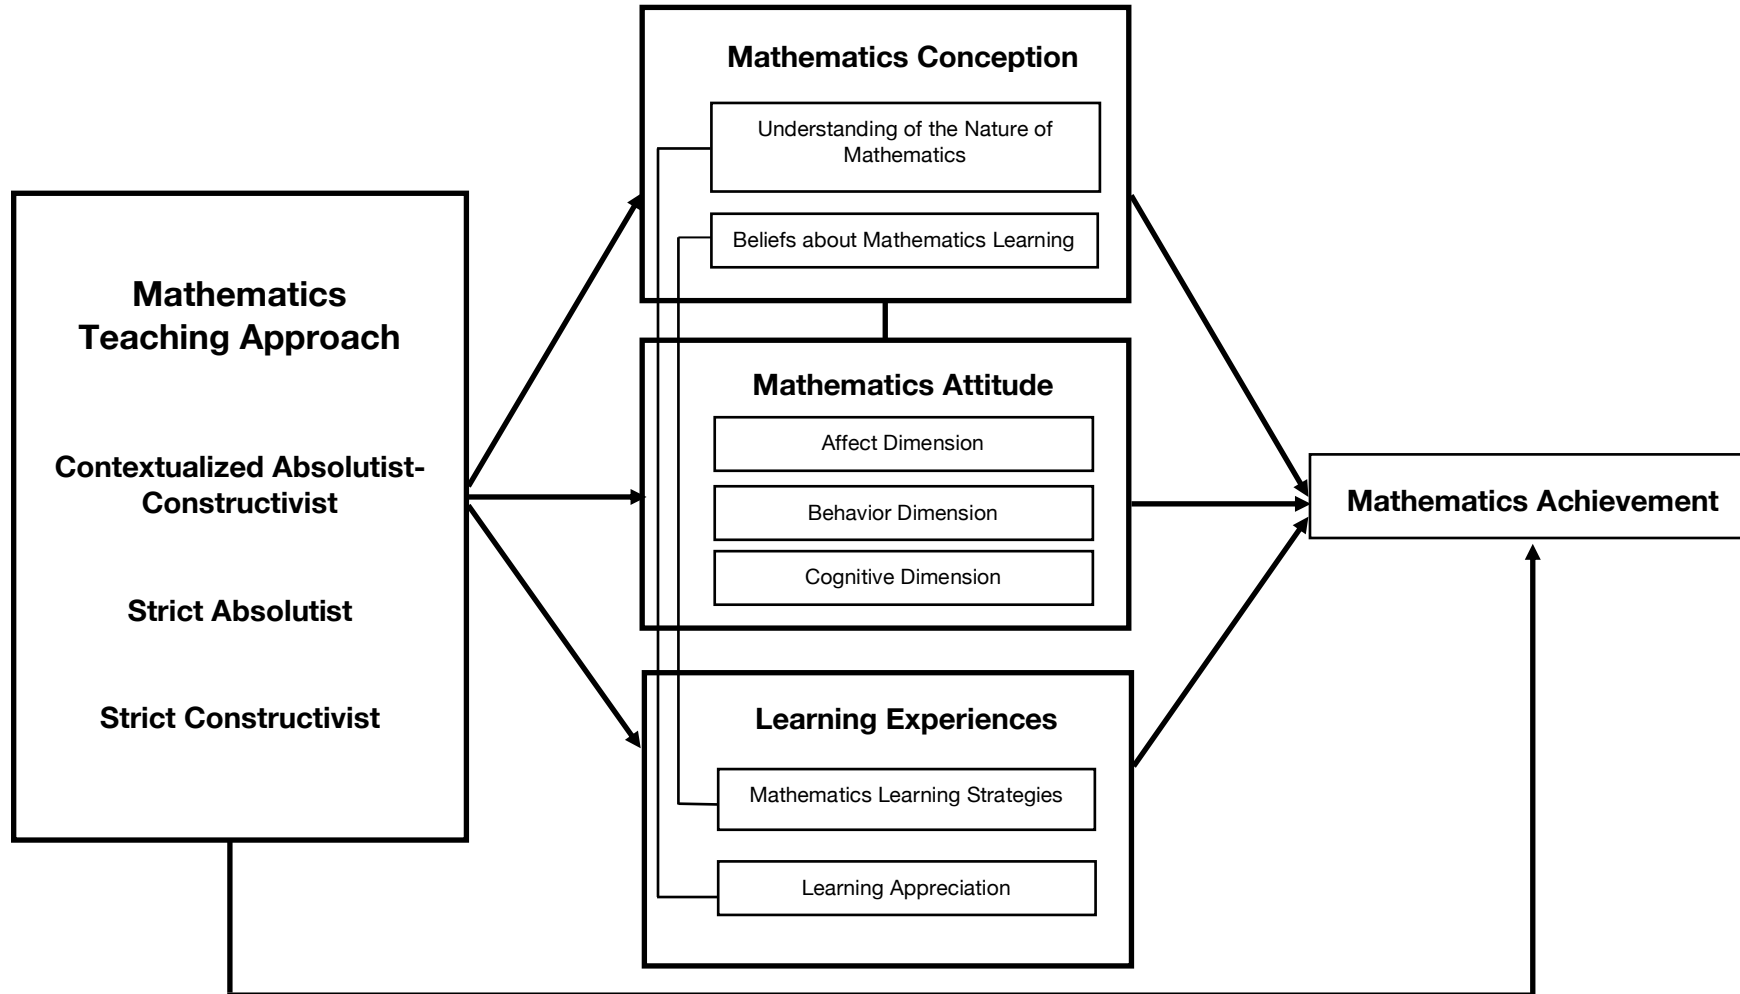 Mathematics Conception
Understanding of the Nature of
Mathematics
Beliefs about Mathematics Learning
Mathematics
Teaching Approach
Contextualized Absolutist-
Constructivist
Strict Absolutist
Strict Constructivist
Mathematics Attitude
Affect Dimension
Behavior Dimension
Cognitive Dimension
Learning Experiences
Mathematics Learning Strategies
Learning Appreciation
Mathematics Achievement